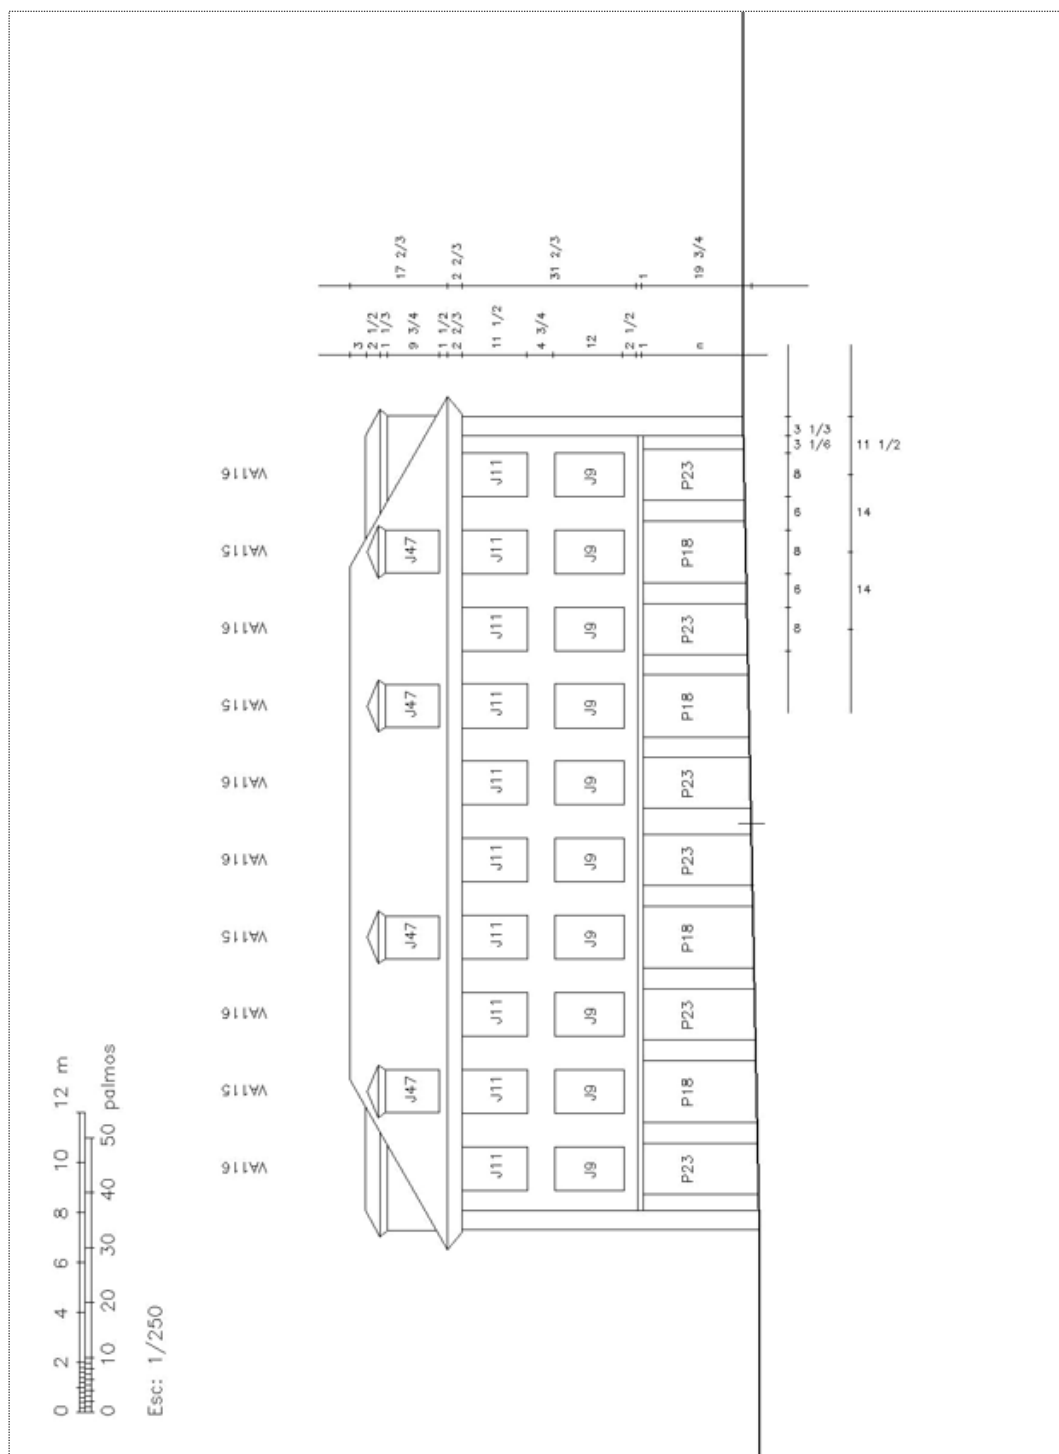 0 2 4 6 8 10 12 m
0 10 20 30 40 50 palmos
Esc: 1/250
VA116 VA115 VA116 VA115 VA116 VA116 VA115 VA116 VA115 VA116
J47 J47 J47 J47
J11 J11 J11 J11 J11 J11 J11 J11 J11 J11
J9 J9 J9 J9 J9 J9 J9 J9 J9 J9
P23 P18 P23 P18 P23 P23 P18 P23 P18 P23
3
2 1/2
1 1/3
9 3/4
1 1/2
2 2/3
11 1/2
4 3/4
12
2 1/2
1
n
17 2/3
2 2/3
31 2/3
1
19 3/4
8 6 8 6 8 3 1/6 3 1/3
14 14 11 1/2